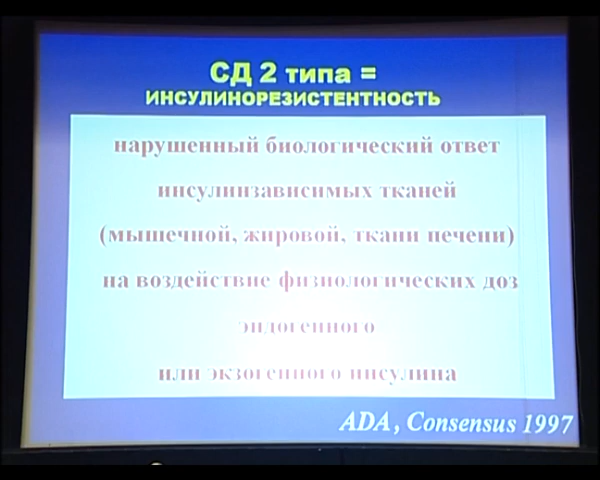 СД 2 типа =
ИНСУЛИНОРЕЗИСТЕНТНОСТЬ
нарушенный биологический ответ
инсулинзависимых тканей
(мышечной, жировой, ткани печени)
на воздействие физиологических доз
эндогенного
или экзогенного инсулина
ADA , Consensus 1997